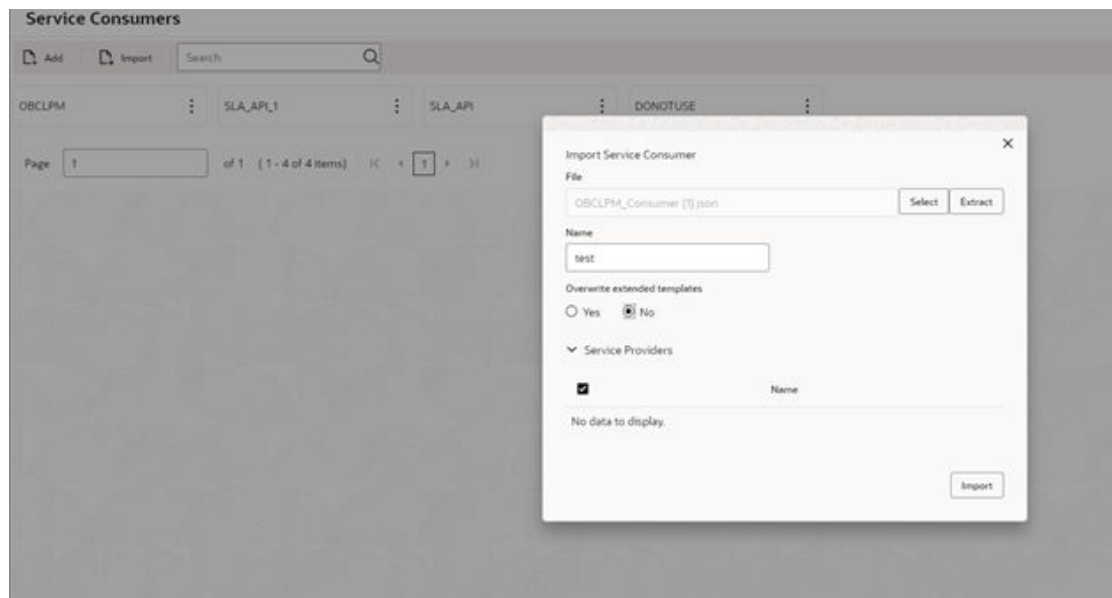 Service Consumers
Add Import Search
OBCLPM SLA_API_1 SLA_API DONOTUSE
Page 1 of 1 (1 - 4 of 4 items) 1
Import Service Consumer
File
OBCLPM_Consumer (1).json Select Extract
Name
test
Overwrite extended templates
Yes No
Service Providers
Name
No data to display.
Import